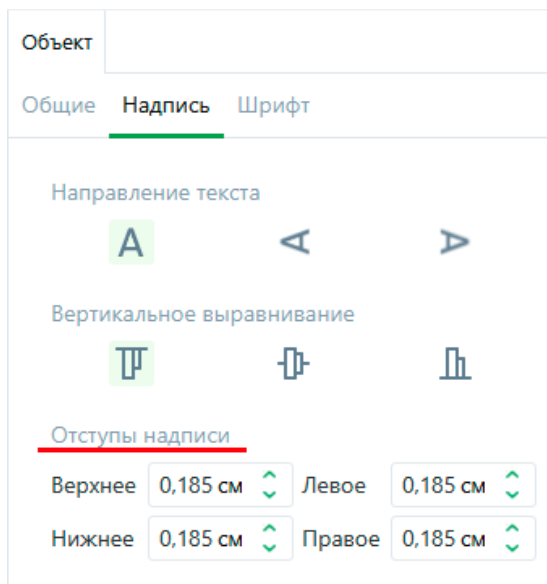 Объект
Общие Надпись Шрифт
Направление текста
A A A
Вертикальное выравнивание
Отступы надписи
Верхнее 0,185 см Левое 0,185 см
Нижнее 0,185 см Правое 0,185 см